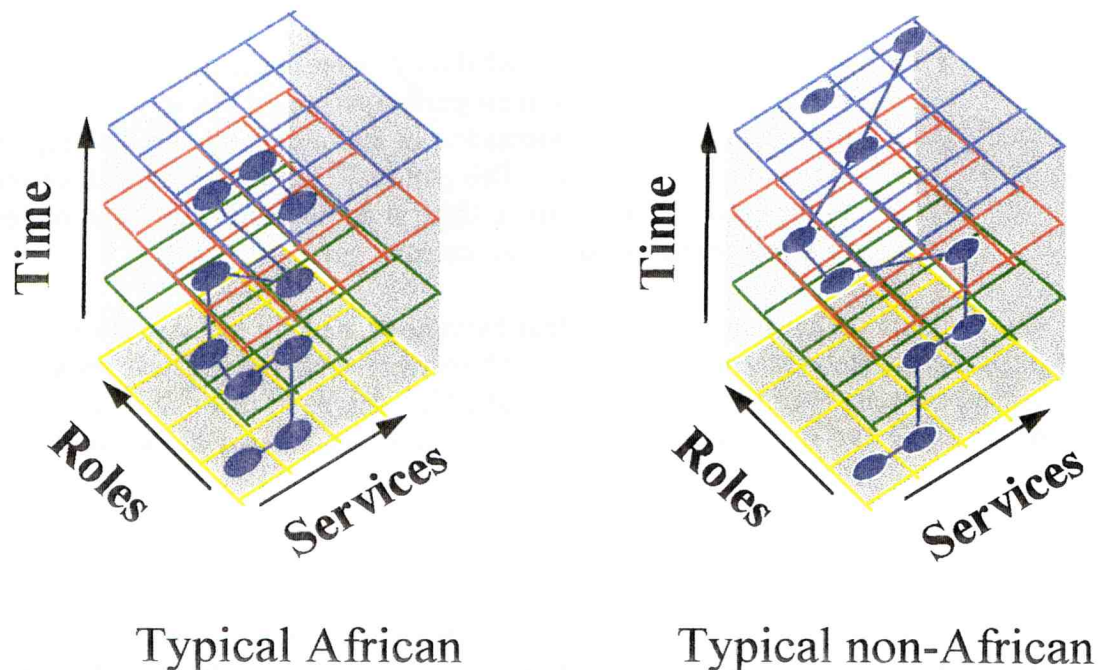 Time
Roles
Services
Typical African
Time
Roles
Services
Typical non-African